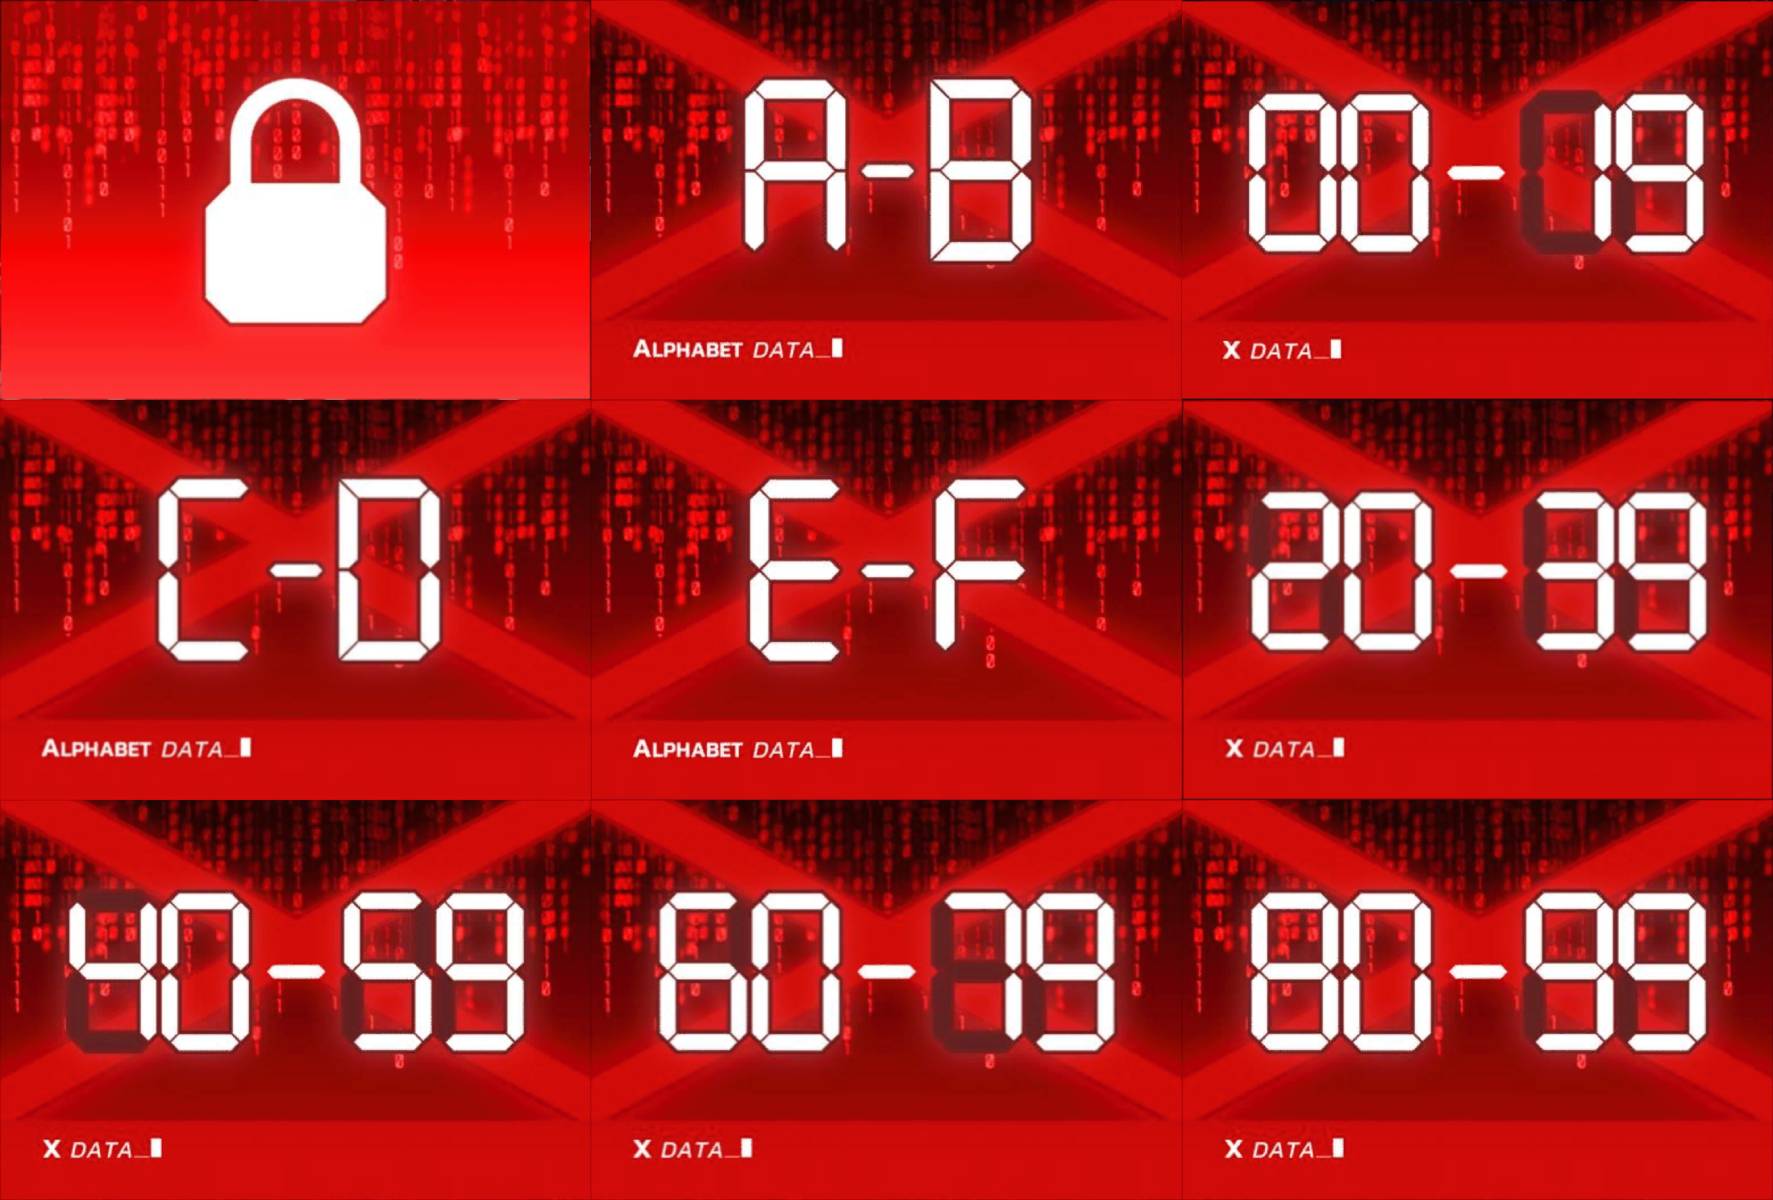 A-B
ALPHABET DATA_
00-19
X DATA_
C-D
ALPHABET DATA_
E-F
ALPHABET DATA_
20-39
X DATA_
40-59
X DATA_
60-79
X DATA_
80-99
X DATA_